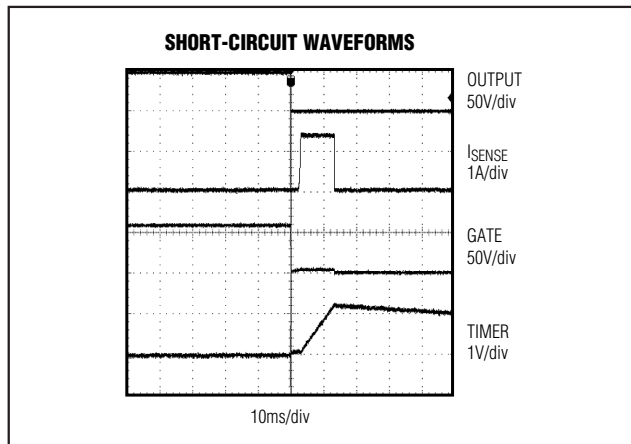 SHORT-CIRCUIT WAVEFORMS
OUTPUT
50V/div
ISENSE
1A/div
GATE
50V/div
TIMER
1V/div
10ms/div